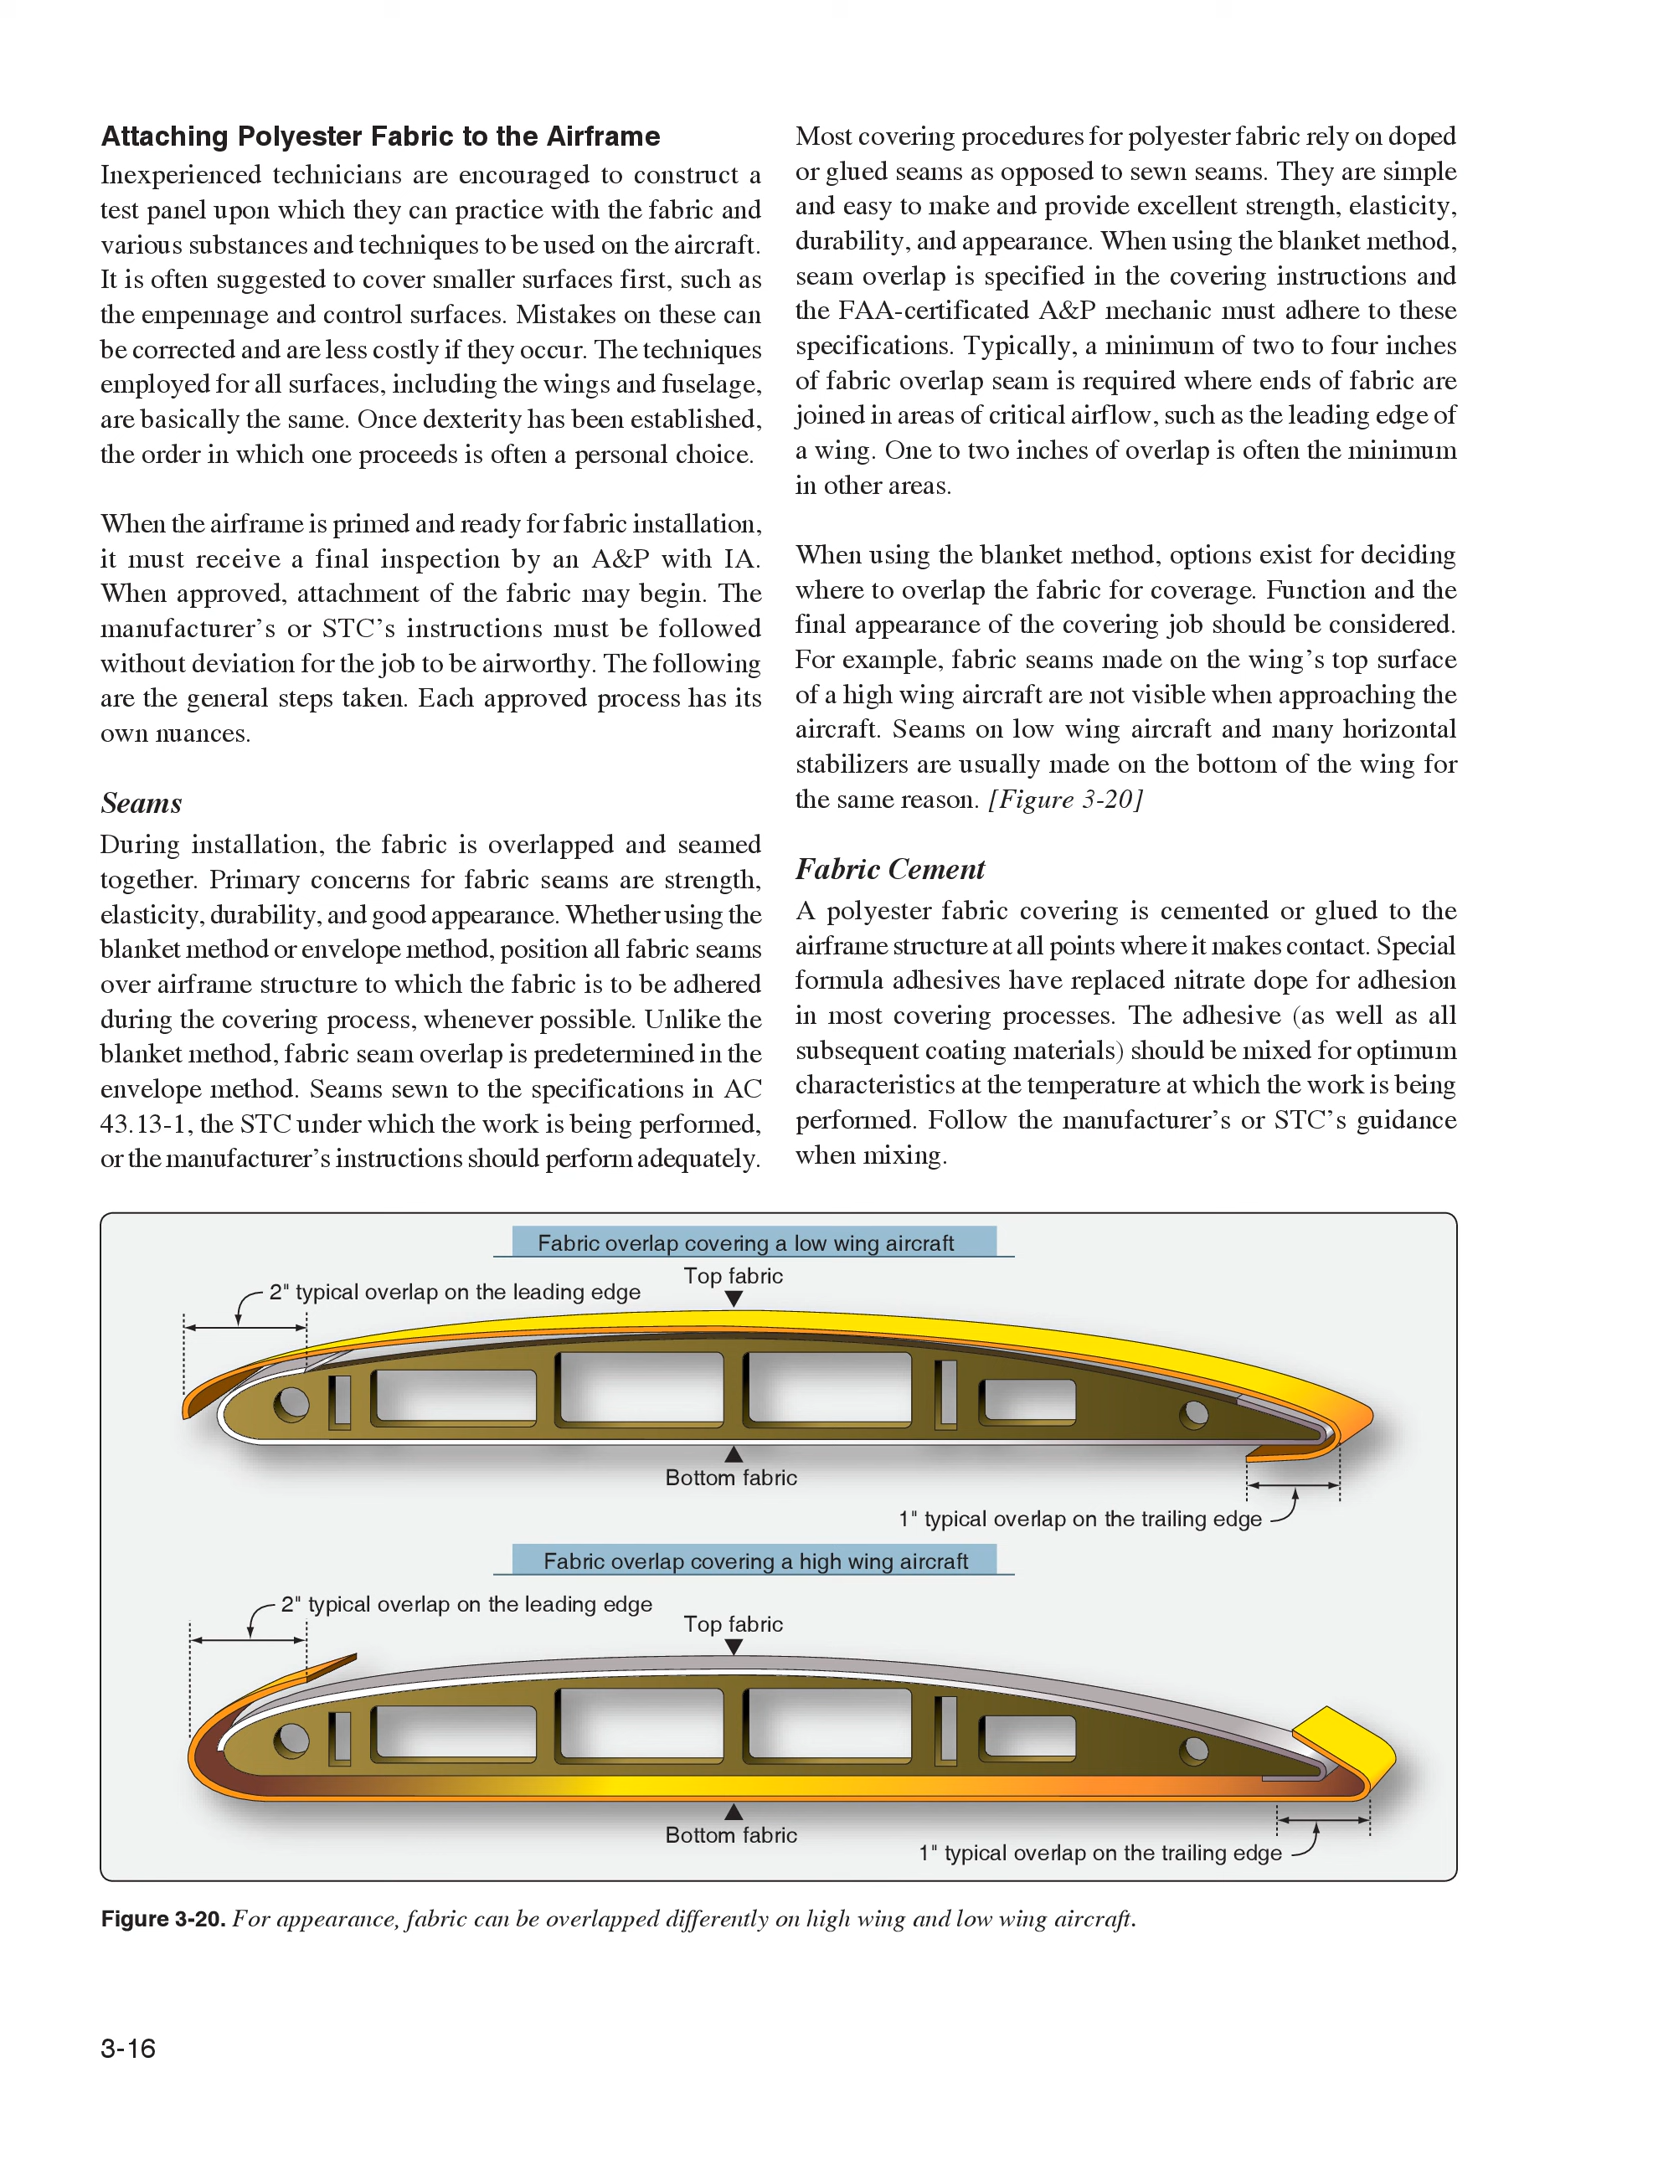 Attaching Polyester Fabric to the Airframe
Inexperienced technicians are encouraged to construct a
test panel upon which they can practice with the fabric and
various substances and techniques to be used on the aircraft.
It is often suggested to cover smaller surfaces first, such as
the empennage and control surfaces. Mistakes on these can
be corrected and are less costly if they occur. The techniques
employed for all surfaces, including the wings and fuselage,
are basically the same. Once dexterity has been established,
the order in which one proceeds is often a personal choice.
When the airframe is primed and ready for fabric installation,
it must receive a final inspection by an A&P with IA.
When approved, attachment of the fabric may begin. The
manufacturer’s or STC’s instructions must be followed
without deviation for the job to be airworthy. The following
are the general steps taken. Each approved process has its
own nuances.
Seams
During installation, the fabric is overlapped and seamed
together. Primary concerns for fabric seams are strength,
elasticity, durability, and good appearance. Whether using the
blanket method or envelope method, position all fabric seams
over airframe structure to which the fabric is to be adhered
during the covering process, whenever possible. Unlike the
blanket method, fabric seam overlap is predetermined in the
envelope method. Seams sewn to the specifications in AC
43.13-1, the STC under which the work is being performed,
or the manufacturer’s instructions should perform adequately.
Most covering procedures for polyester fabric rely on doped
or glued seams as opposed to sewn seams. They are simple
and easy to make and provide excellent strength, elasticity,
durability, and appearance. When using the blanket method,
seam overlap is specified in the covering instructions and
the FAA-certificated A&P mechanic must adhere to these
specifications. Typically, a minimum of two to four inches
of fabric overlap seam is required where ends of fabric are
joined in areas of critical airflow, such as the leading edge of
a wing. One to two inches of overlap is often the minimum
in other areas.
When using the blanket method, options exist for deciding
where to overlap the fabric for coverage. Function and the
final appearance of the covering job should be considered.
For example, fabric seams made on the wing’s top surface
of a high wing aircraft are not visible when approaching the
aircraft. Seams on low wing aircraft and many horizontal
stabilizers are usually made on the bottom of the wing for
the same reason. [Figure 3-20]
Fabric Cement
A polyester fabric covering is cemented or glued to the
airframe structure at all points where it makes contact. Special
formula adhesives have replaced nitrate dope for adhesion
in most covering processes. The adhesive (as well as all
subsequent coating materials) should be mixed for optimum
characteristics at the temperature at which the work is being
performed. Follow the manufacturer’s or STC’s guidance
when mixing.
Fabric overlap covering a low wing aircraft
Top fabric
2" typical overlap on the leading edge
Bottom fabric
1" typical overlap on the trailing edge
Fabric overlap covering a high wing aircraft
2" typical overlap on the leading edge
Top fabric
Bottom fabric
1" typical overlap on the trailing edge
Figure 3-20. For appearance, fabric can be overlapped differently on high wing and low wing aircraft.
3-16